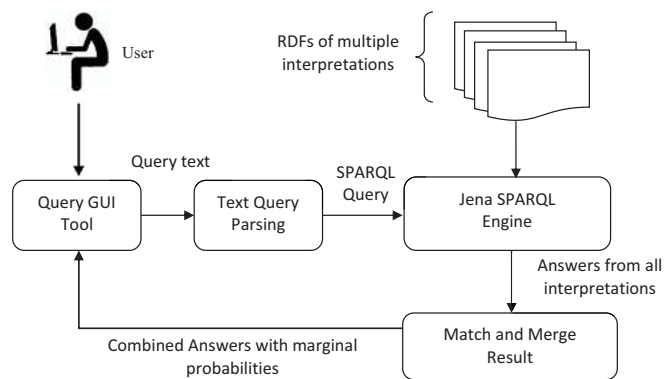 User
RDFs of multiple
interpretations
Query text
SPARQL
Query
Query GUI
Tool
Text Query
Parsing
Jena SPARQL
Engine
Answers from all
interpretations
Match and Merge
Result
Combined Answers with marginal
probabilities